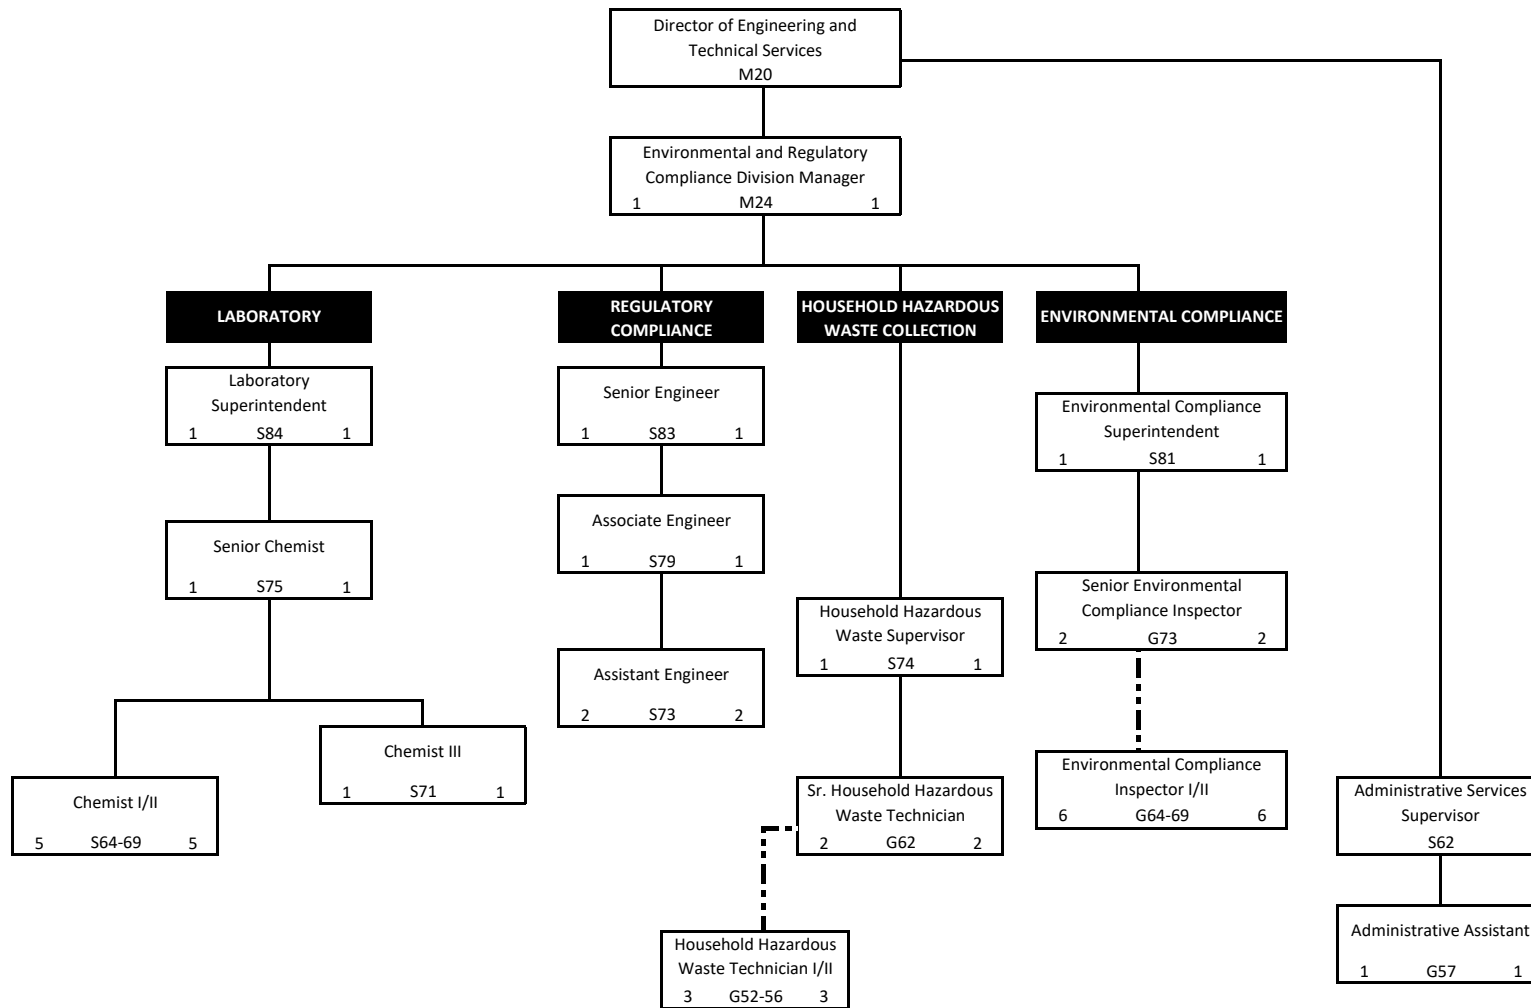 Director of Engineering and
Technical Services
M20
Environmental and Regulatory
Compliance Division Manager
1 M24 1
LABORATORY
Laboratory
Superintendent
1 S84 1
Senior Chemist
1 S75 1
Chemist I/II
5 S64-69 5
Chemist III
1 S71 1
REGULATORY
COMPLIANCE
Senior Engineer
1 S83 1
Associate Engineer
1 S79 1
Assistant Engineer
2 S73 2
HOUSEHOLD HAZARDOUS
WASTE COLLECTION
Household Hazardous
Waste Supervisor
1 S74 1
Sr. Household Hazardous
Waste Technician
2 G62 2
Household Hazardous
Waste Technician I/II
3 G52-56 3
ENVIRONMENTAL COMPLIANCE
Environmental Compliance
Superintendent
1 S81 1
Senior Environmental
Compliance Inspector
2 G73 2
Environmental Compliance
Inspector I/II
6 G64-69 6
Administrative Services
Supervisor
S62
Administrative Assistant
1 G57 1